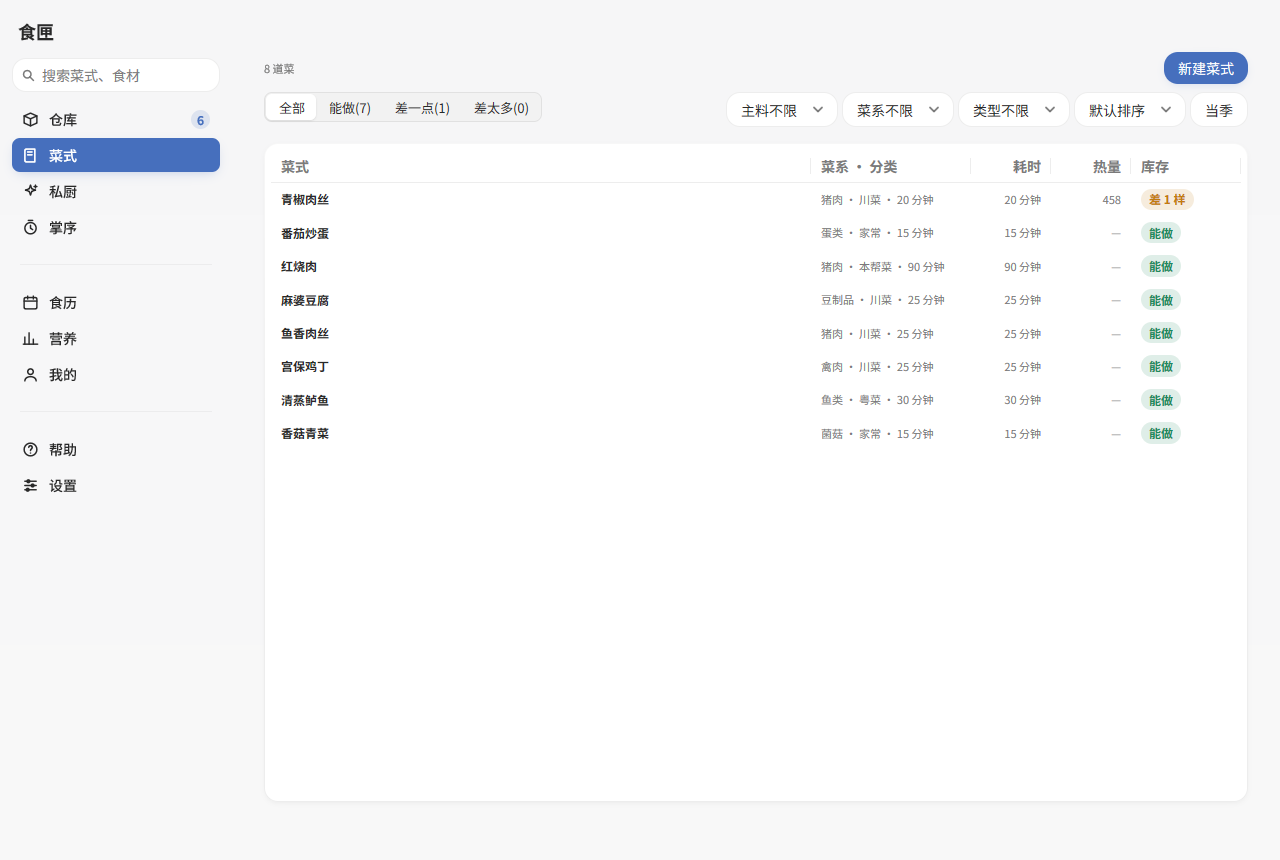 食匣
搜索菜式、食材
仓库 6
菜式
私厨
掌序
食历
营养
我的
帮助
设置
8 道菜
新建菜式
全部 能做(7) 差一点(1) 差太多(0)
主料不限 菜系不限 类型不限 默认排序 当季
菜式 菜系 · 分类 耗时 热量 库存
青椒肉丝 猪肉 · 川菜 · 20 分钟 20 分钟 458 差 1 样
番茄炒蛋 蛋类 · 家常 · 15 分钟 15 分钟 — 能做
红烧肉 猪肉 · 本帮菜 · 90 分钟 90 分钟 — 能做
麻婆豆腐 豆制品 · 川菜 · 25 分钟 25 分钟 — 能做
鱼香肉丝 猪肉 · 川菜 · 25 分钟 25 分钟 — 能做
宫保鸡丁 禽肉 · 川菜 · 25 分钟 25 分钟 — 能做
清蒸鲈鱼 鱼类 · 粤菜 · 30 分钟 30 分钟 — 能做
香菇青菜 菌菇 · 家常 · 15 分钟 15 分钟 — 能做